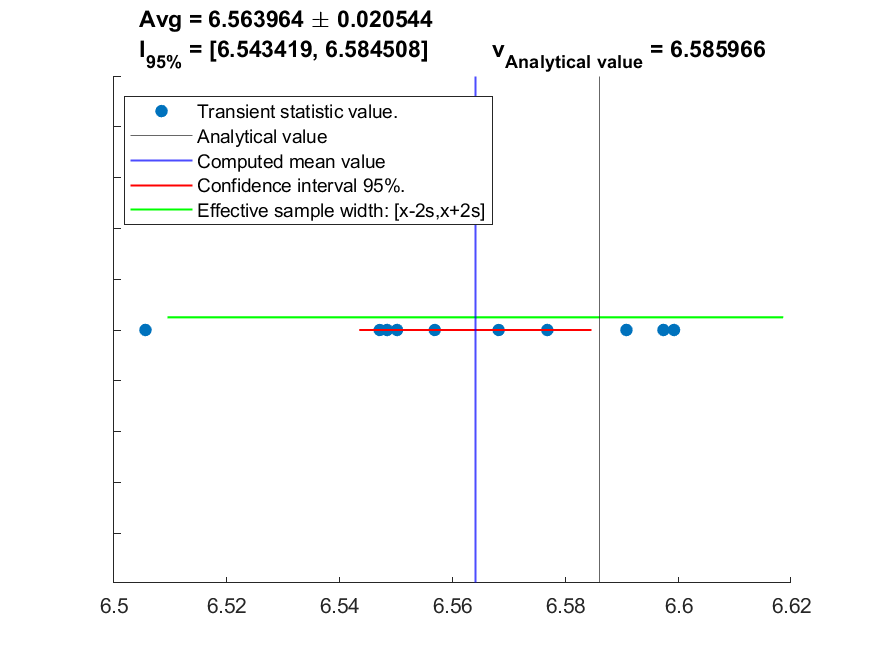 Avg = 6.563964 ± 0.020544
I95% = [6.543419, 6.584508] vAnalytical value = 6.585966
Transient statistic value.
Analytical value
Computed mean value
Confidence interval 95%.
Effective sample width: [x-2s,x+2s]
6.5 6.52 6.54 6.56 6.58 6.6 6.62